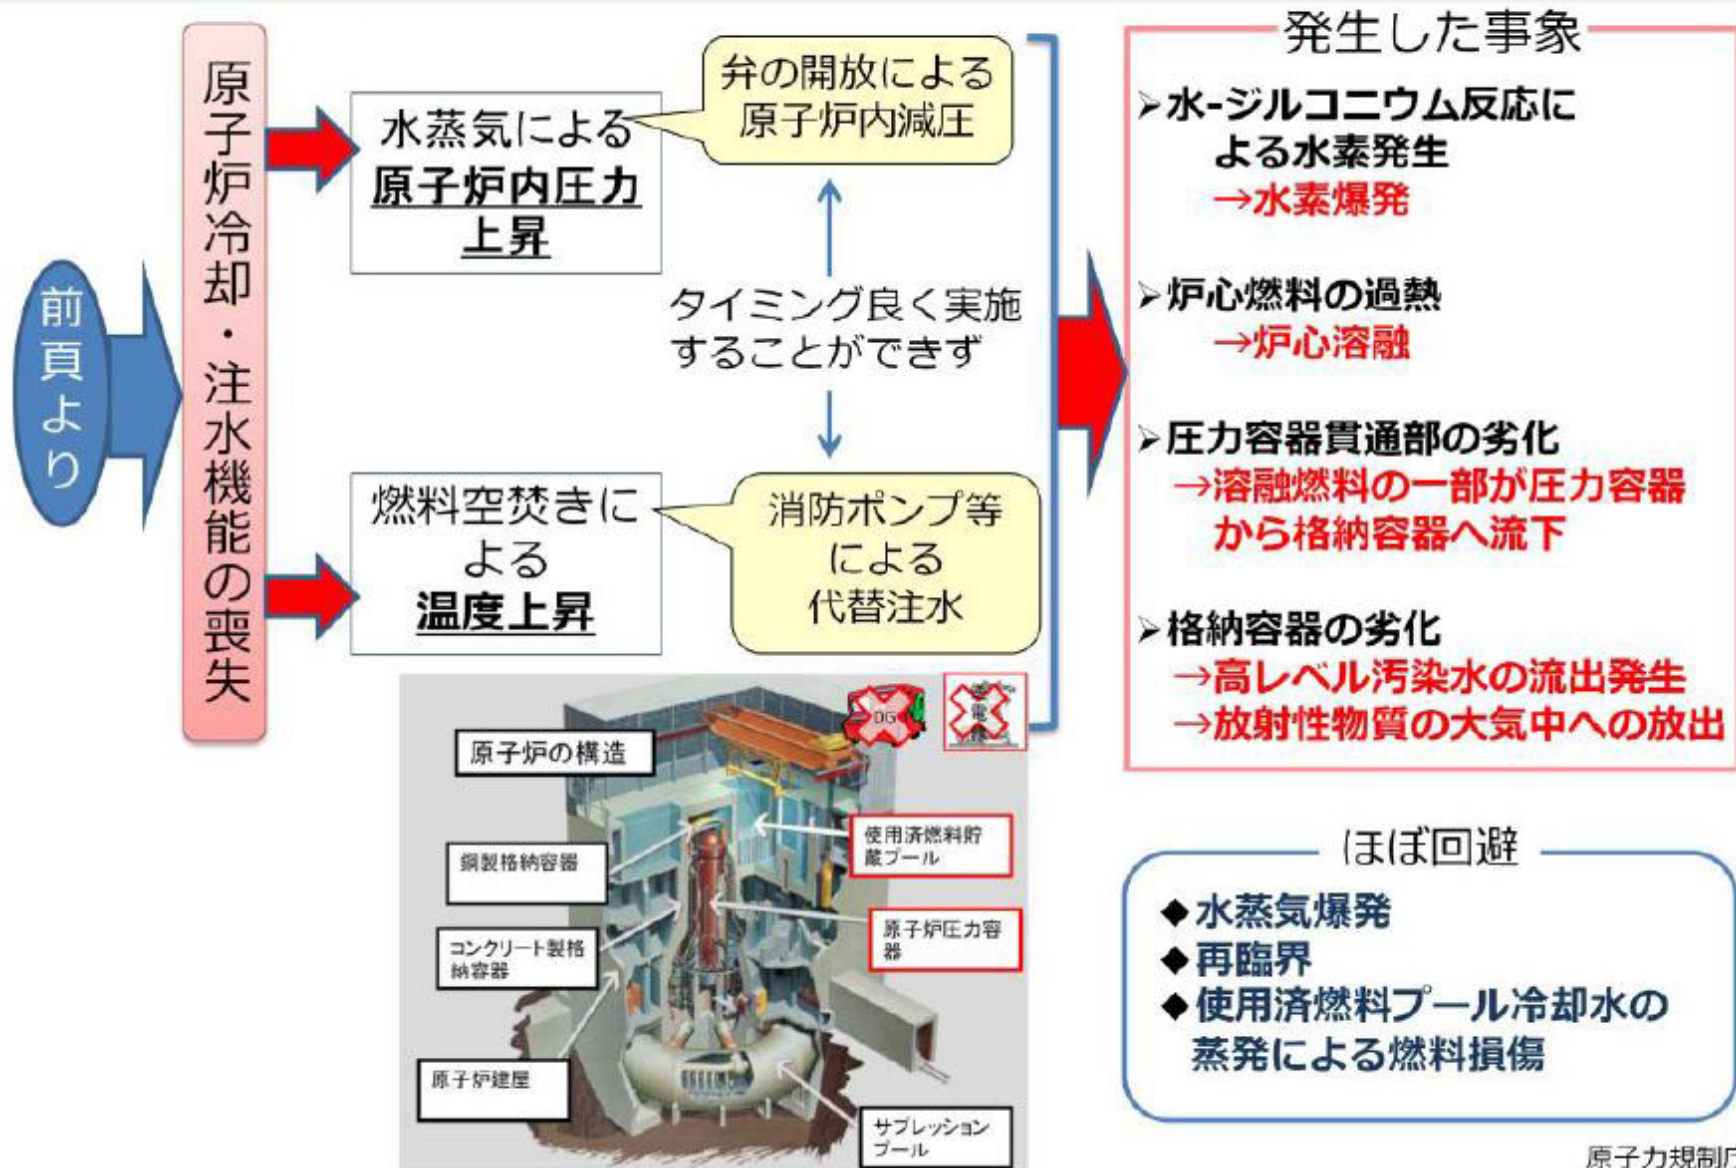 前頁より
原子炉冷却・注水機能の喪失
水蒸気による
原子炉内圧力
上昇
弁の開放による
原子炉内減圧
タイミング良く実施
することができず
燃料空焚きに
よる
温度上昇
消防ポンプ等
による
代替注水
発生した事象
➢水-ジルコニウム反応に
よる水素発生
→水素爆発
➢炉心燃料の過熱
→炉心溶融
➢圧力容器貫通部の劣化
→溶融燃料の一部が圧力容器
から格納容器へ流下
➢格納容器の劣化
→高レベル汚染水の流出発生
→放射性物質の大気中への放出
ほぼ回避
◆水蒸気爆発
◆再臨界
◆使用済燃料プール冷却水の
蒸発による燃料損傷
原子炉の構造
DG
電
鋼製格納容器
使用済燃料貯
蔵プール
コンクリート製格
納容器
原子炉圧力容
器
原子炉建屋
サプレッション
プール
原子力規制庁